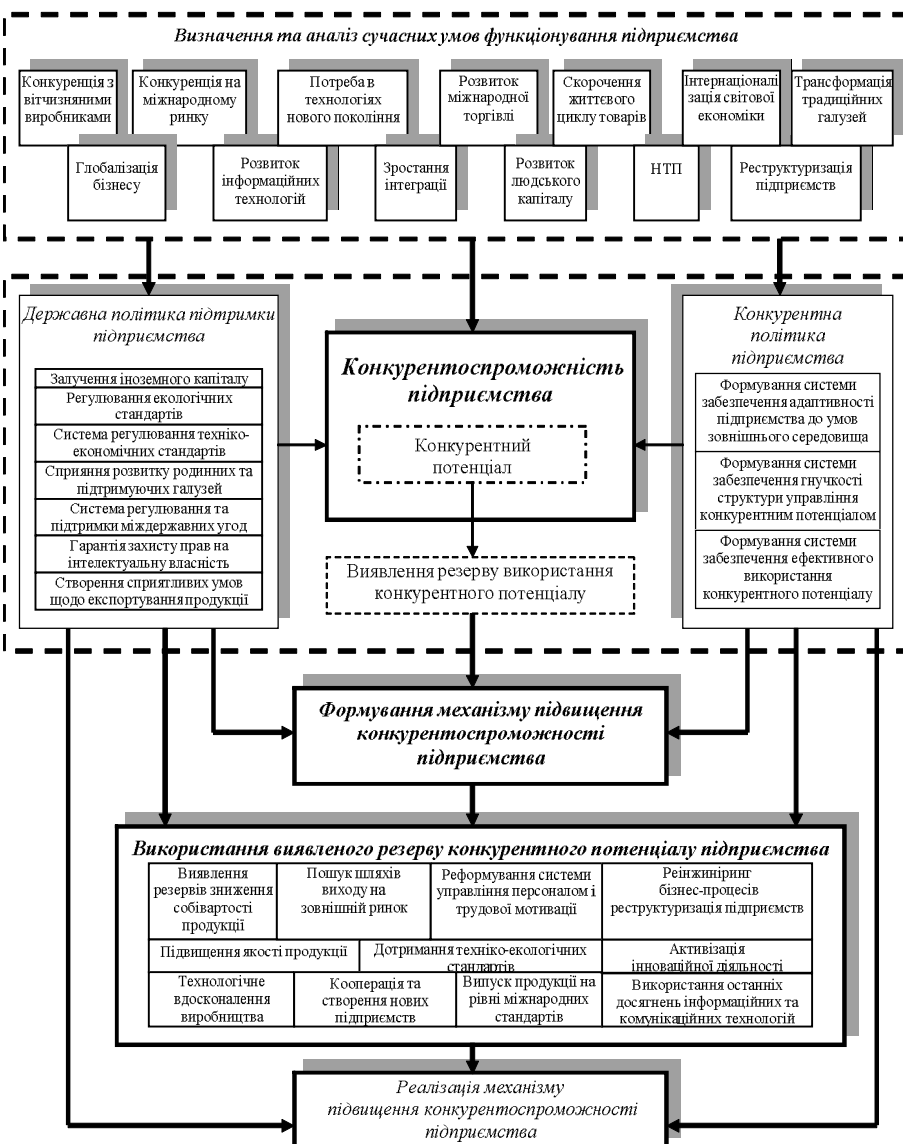 Визначення та аналіз сучасних умов функціонування підприємства
Конкуренція з
вітчизняними
виробниками
Конкуренція на
міжнародному
ринку
Потреба в
технологіях
нового покоління
Розвиток
міжнародної
торгівлі
Скорочення
життєвого
циклу товарів
Інтернаціоналі
зація світової
економіки
Трансформація
традиційних
галузей
Глобалізація
бізнесу
Розвиток
інформаційних
технологій
Зростання
інтеграції
Розвиток
людського
капіталу
НТП
Реструктуризація
підприємств
Державна політика підтримки
підприємства
Залучення іноземного капіталу
Регулювання екологічних
стандартів
Система регулювання техніко-
економічних стандартів
Сприяння розвитку родинних та
підтримуючих галузей
Система регулювання та
підтримки міждержавних угод
Гарантія захисту прав на
інтелектуальну власність
Створення сприятливих умов
щодо експортування продукції
Конкурентоспроможність
підприємства
Конкурентний
потенціал
Виявлення резерву використання
конкурентного потенціалу
Конкурентна
політика
підприємства
Формування системи
забезпечення адаптивності
підприємства до умов
зовнішнього середовища
Формування системи
забезпечення гнучкості
структури управління
конкурентним потенціалом
Формування системи
забезпечення ефективного
використання
конкурентного потенціалу
Формування механізму підвищення
конкурентоспроможності
підприємства
Використання виявленого резерву конкурентного потенціалу підприємства
Виявлення
резервів зниження
собівартості
продукції
Пошук шляхів
виходу на
зовнішній ринок
Реформування системи
управління персоналом і
трудової мотивації
Реінжиніринг
бізнес-процесів
реструктуризація підприємств
Підвищення якості продукції
Дотримання техніко-екологічних
стандартів
Активізація
інноваційної діяльності
Технологічне
вдосконалення
виробництва
Кооперація та
створення нових
підприємств
Випуск продукції на
рівні міжнародних
стандартів
Використання останніх
досягнень інформаційних та
комунікаційних технологій
Реалізація механізму
підвищення конкурентоспроможності
підприємства